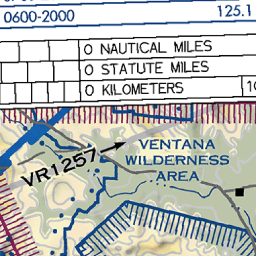 0600-2000 125.1
0 NAUTICAL MILES
0 STATUTE MILES
0 KILOMETERS
VR1257
VENTANA
WILDERNESS
AREA